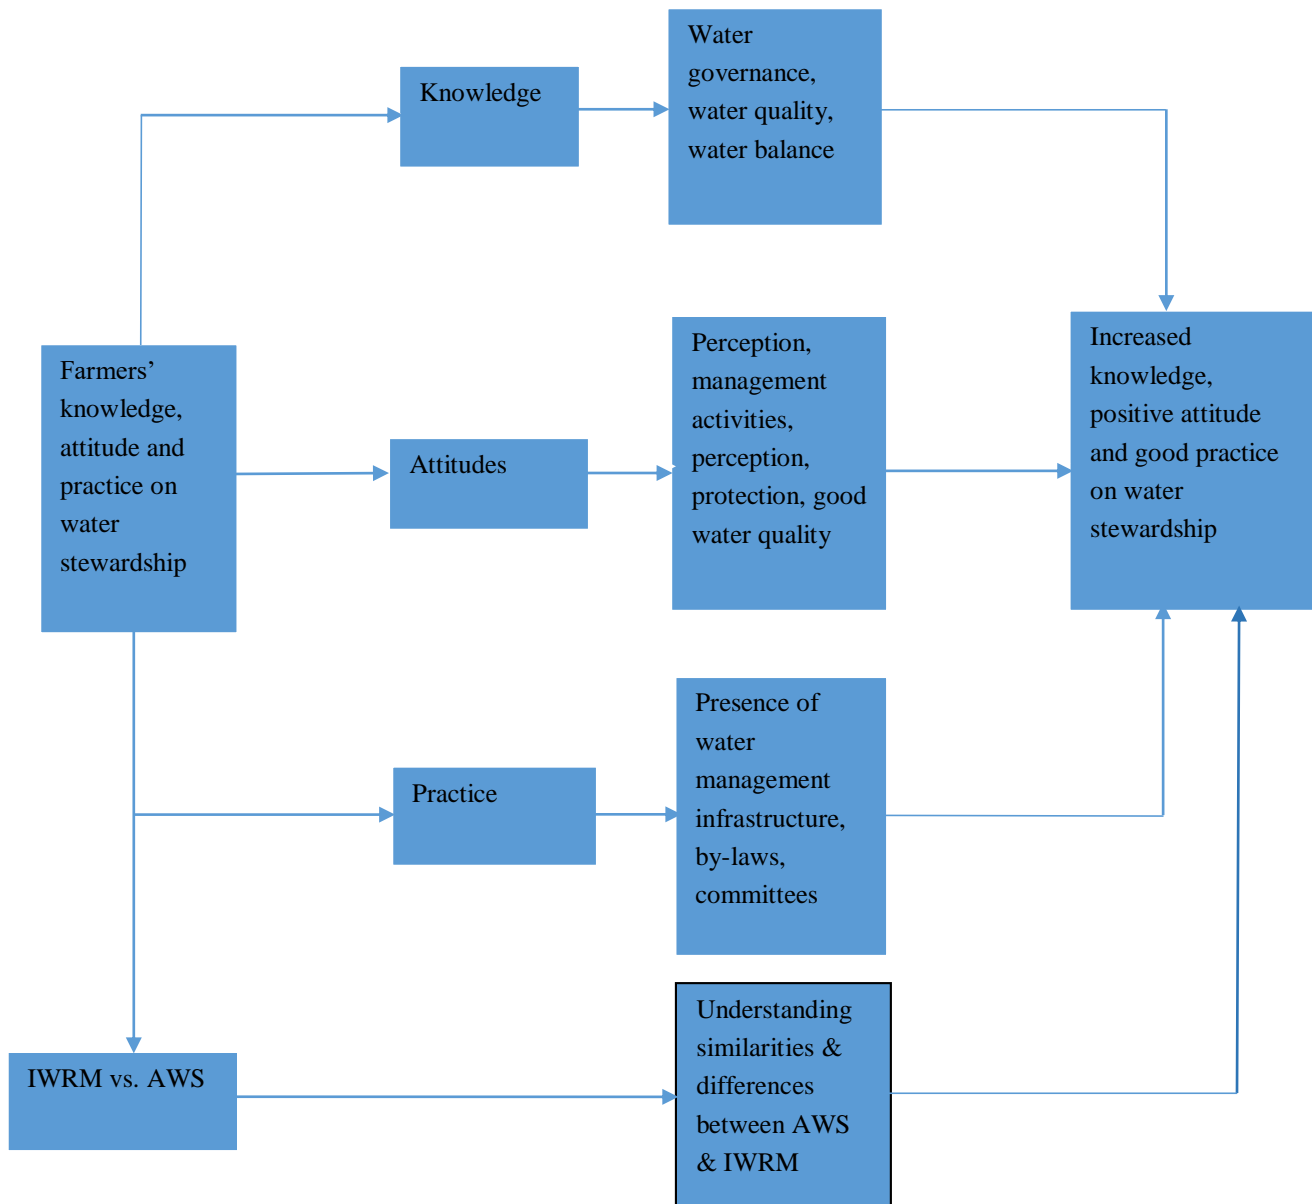 Knowledge
Water
governance,
water quality,
water balance
Farmers’
knowledge,
attitude and
practice on
water
stewardship
Attitudes
Perception,
management
activities,
perception,
protection, good
water quality
Increased
knowledge,
positive attitude
and good practice
on water
stewardship
Practice
Presence of
water
management
infrastructure,
by-laws,
committees
IWRM vs. AWS
Understanding
similarities &
differences
between AWS
& IWRM